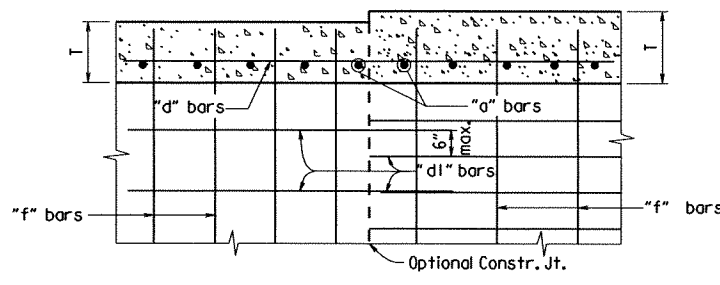 T
T
"d" bars
"a" bars
6"
max.
"d1" bars
"f" bars
"f" bars
Optional Constr. Jt.